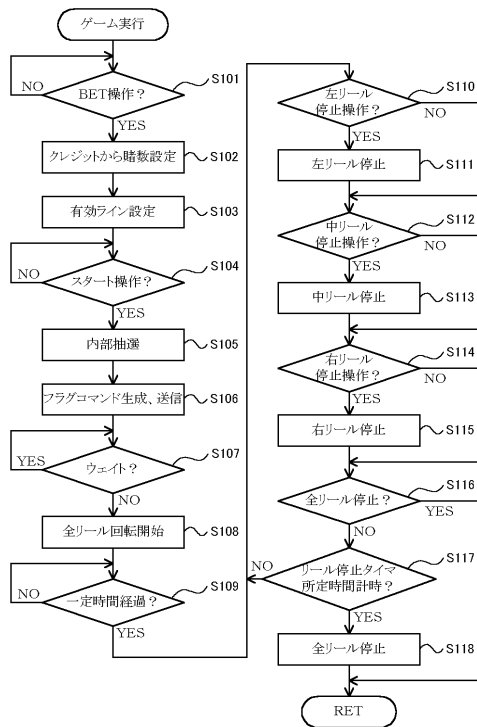 ゲーム実行
BET操作？
S101
NO
YES
クレジットから賭数設定
S102
有効ライン設定
S103
スタート操作？
S104
NO
YES
内部抽選
S105
フラグコマンド生成、送信
S106
ウェイト？
S107
YES
NO
全リール回転開始
S108
一定時間経過？
S109
NO
YES
左リール
停止操作？
S110
NO
YES
左リール停止
S111
中リール
停止操作？
S112
NO
YES
中リール停止
S113
右リール
停止操作？
S114
NO
YES
右リール停止
S115
全リール停止？
S116
YES
NO
リール停止タイマ
所定時間計時？
S117
NO
YES
全リール停止
S118
RET